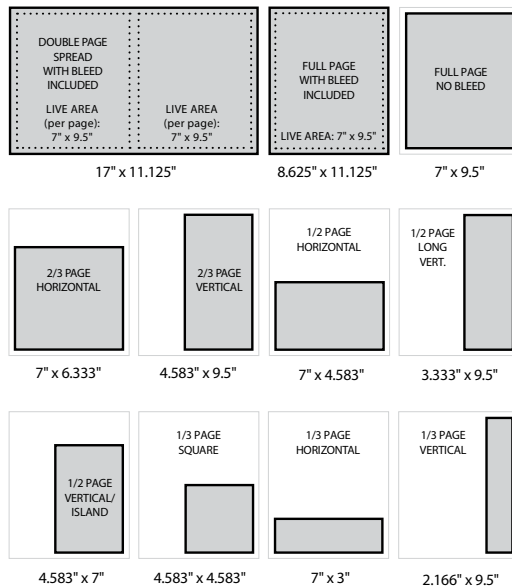 DOUBLE PAGE
SPREAD
WITH BLEED
INCLUDED
LIVE AREA
(per page):
7" x 9.5"
LIVE AREA
(per page):
7" x 9.5"
17" x 11.125"
FULL PAGE
WITH BLEED
INCLUDED
LIVE AREA: 7" x 9.5"
8.625" x 11.125"
FULL PAGE
NO BLEED
7" x 9.5"
2/3 PAGE
HORIZONTAL
7" x 6.333"
2/3 PAGE
VERTICAL
4.583" x 9.5"
1/2 PAGE
HORIZONTAL
7" x 4.583"
1/2 PAGE
LONG
VERT.
3.333" x 9.5"
1/2 PAGE
VERTICAL/
ISLAND
4.583" x 7"
1/3 PAGE
SQUARE
4.583" x 4.583"
1/3 PAGE
HORIZONTAL
7" x 3"
1/3 PAGE
VERTICAL
2.166" x 9.5"